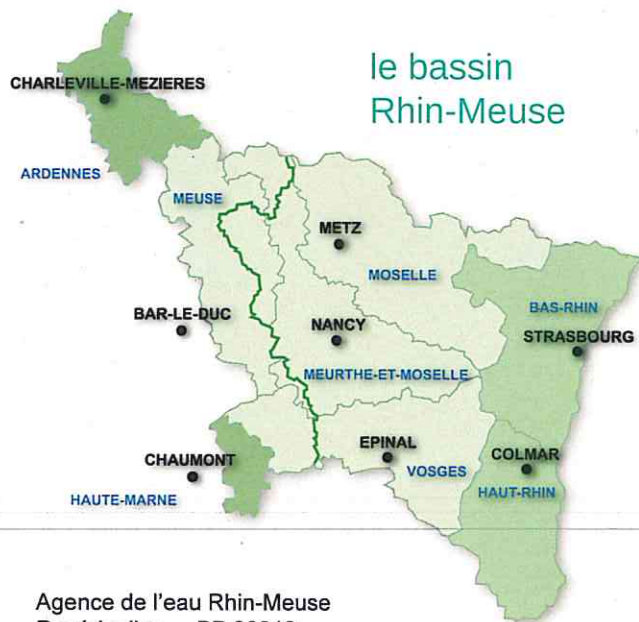 le bassin
Rhin-Meuse
CHARLEVILLE-MEZIERES
ARDENNES
MEUSE
METZ
MOSELLE
BAS-RHIN
BAR-LE-DUC
NANCY
STRASBOURG
MEURTHE-ET-MOSELLE
CHAUMONT
EPINAL
VOSGES
COLMAR
HAUTE-MARNE
HAUT-RHIN
Agence de l'eau Rhin-Meuse